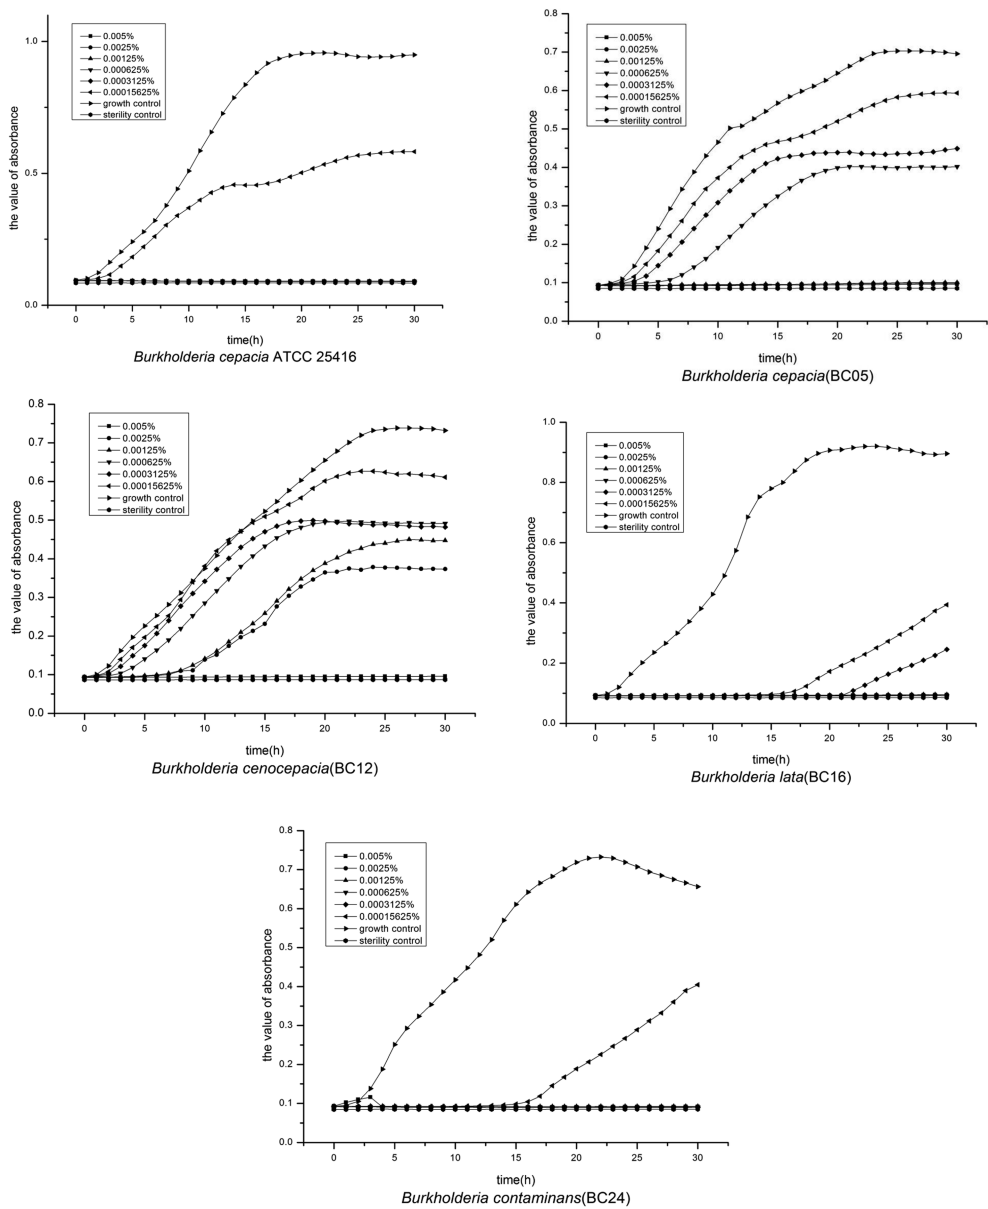 1.0
0.5
0.0
the value of absorbance
0.005%
0.0025%
0.00125%
0.000625%
0.0003125%
0.00015625%
growth control
sterility control
0 5 10 15 20 25 30
time(h)
Burkholderia cepacia ATCC 25416
0.8
0.7
0.6
0.5
0.4
0.3
0.2
0.1
0.0
the value of absorbance
0.005%
0.0025%
0.00125%
0.000625%
0.0003125%
0.00015625%
growth control
sterility control
0 5 10 15 20 25 30
time(h)
Burkholderia cepacia(BC05)
0.8
0.7
0.6
0.5
0.4
0.3
0.2
0.1
0.0
the value of absorbance
0.005%
0.0025%
0.00125%
0.000625%
0.0003125%
0.00015625%
growth control
sterility control
0 5 10 15 20 25 30
time(h)
Burkholderia cenocepacia(BC12)
1.0
0.8
0.6
0.4
0.2
0.0
the value of absorbance
0.005%
0.0025%
0.00125%
0.000625%
0.0003125%
0.00015625%
growth control
sterility control
0 5 10 15 20 25 30
time(h)
Burkholderia lata(BC16)
0.8
0.7
0.6
0.5
0.4
0.3
0.2
0.1
0.0
the value of absorbance
0.005%
0.0025%
0.00125%
0.000625%
0.0003125%
0.00015625%
growth control
sterility control
0 5 10 15 20 25 30
time(h)
Burkholderia contaminans(BC24)